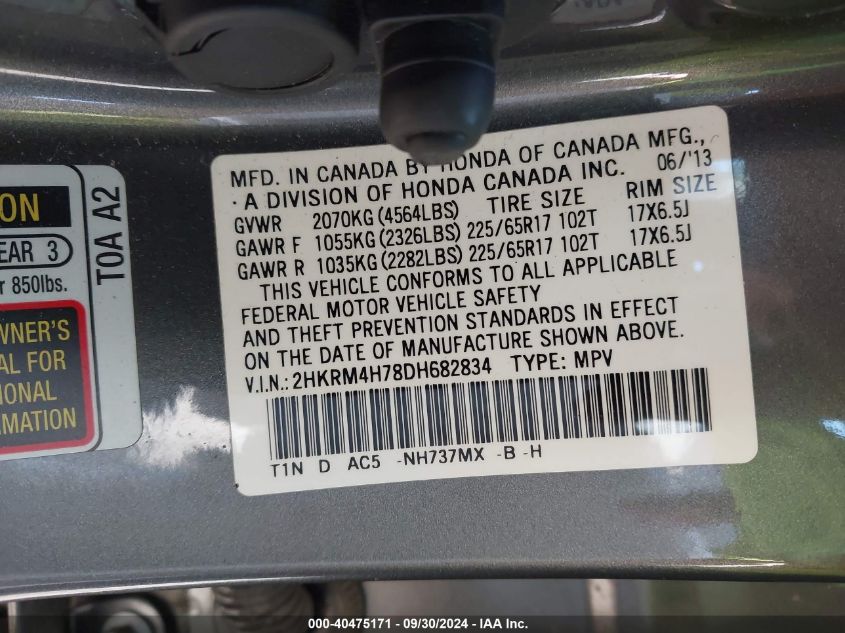 MFD. IN CANADA BY HONDA OF CANADA MFG.,
· A DIVISION OF HONDA CANADA INC. 06/'13
GVWR 2070KG (4564LBS) TIRE SIZE RIM SIZE
GAWR F 1055KG (2326LBS) 225/65R17 102T 17X6.5J
GAWR R 1035KG (2282LBS) 225/65R17 102T 17X6.5J
THIS VEHICLE CONFORMS TO ALL APPLICABLE
FEDERAL MOTOR VEHICLE SAFETY
AND THEFT PREVENTION STANDARDS IN EFFECT
ON THE DATE OF MANUFACTURE SHOWN ABOVE.
V.I.N.: 2HKRM4H78DH682834 TYPE: MPV
T1N D AC5 -NH737MX -B -H
ON
EAR 3
r 850lbs.
WNER'S
AL FOR
IONAL
RMATION
T0A A2
000-40475171 - 09/30/2024 - IAA Inc.